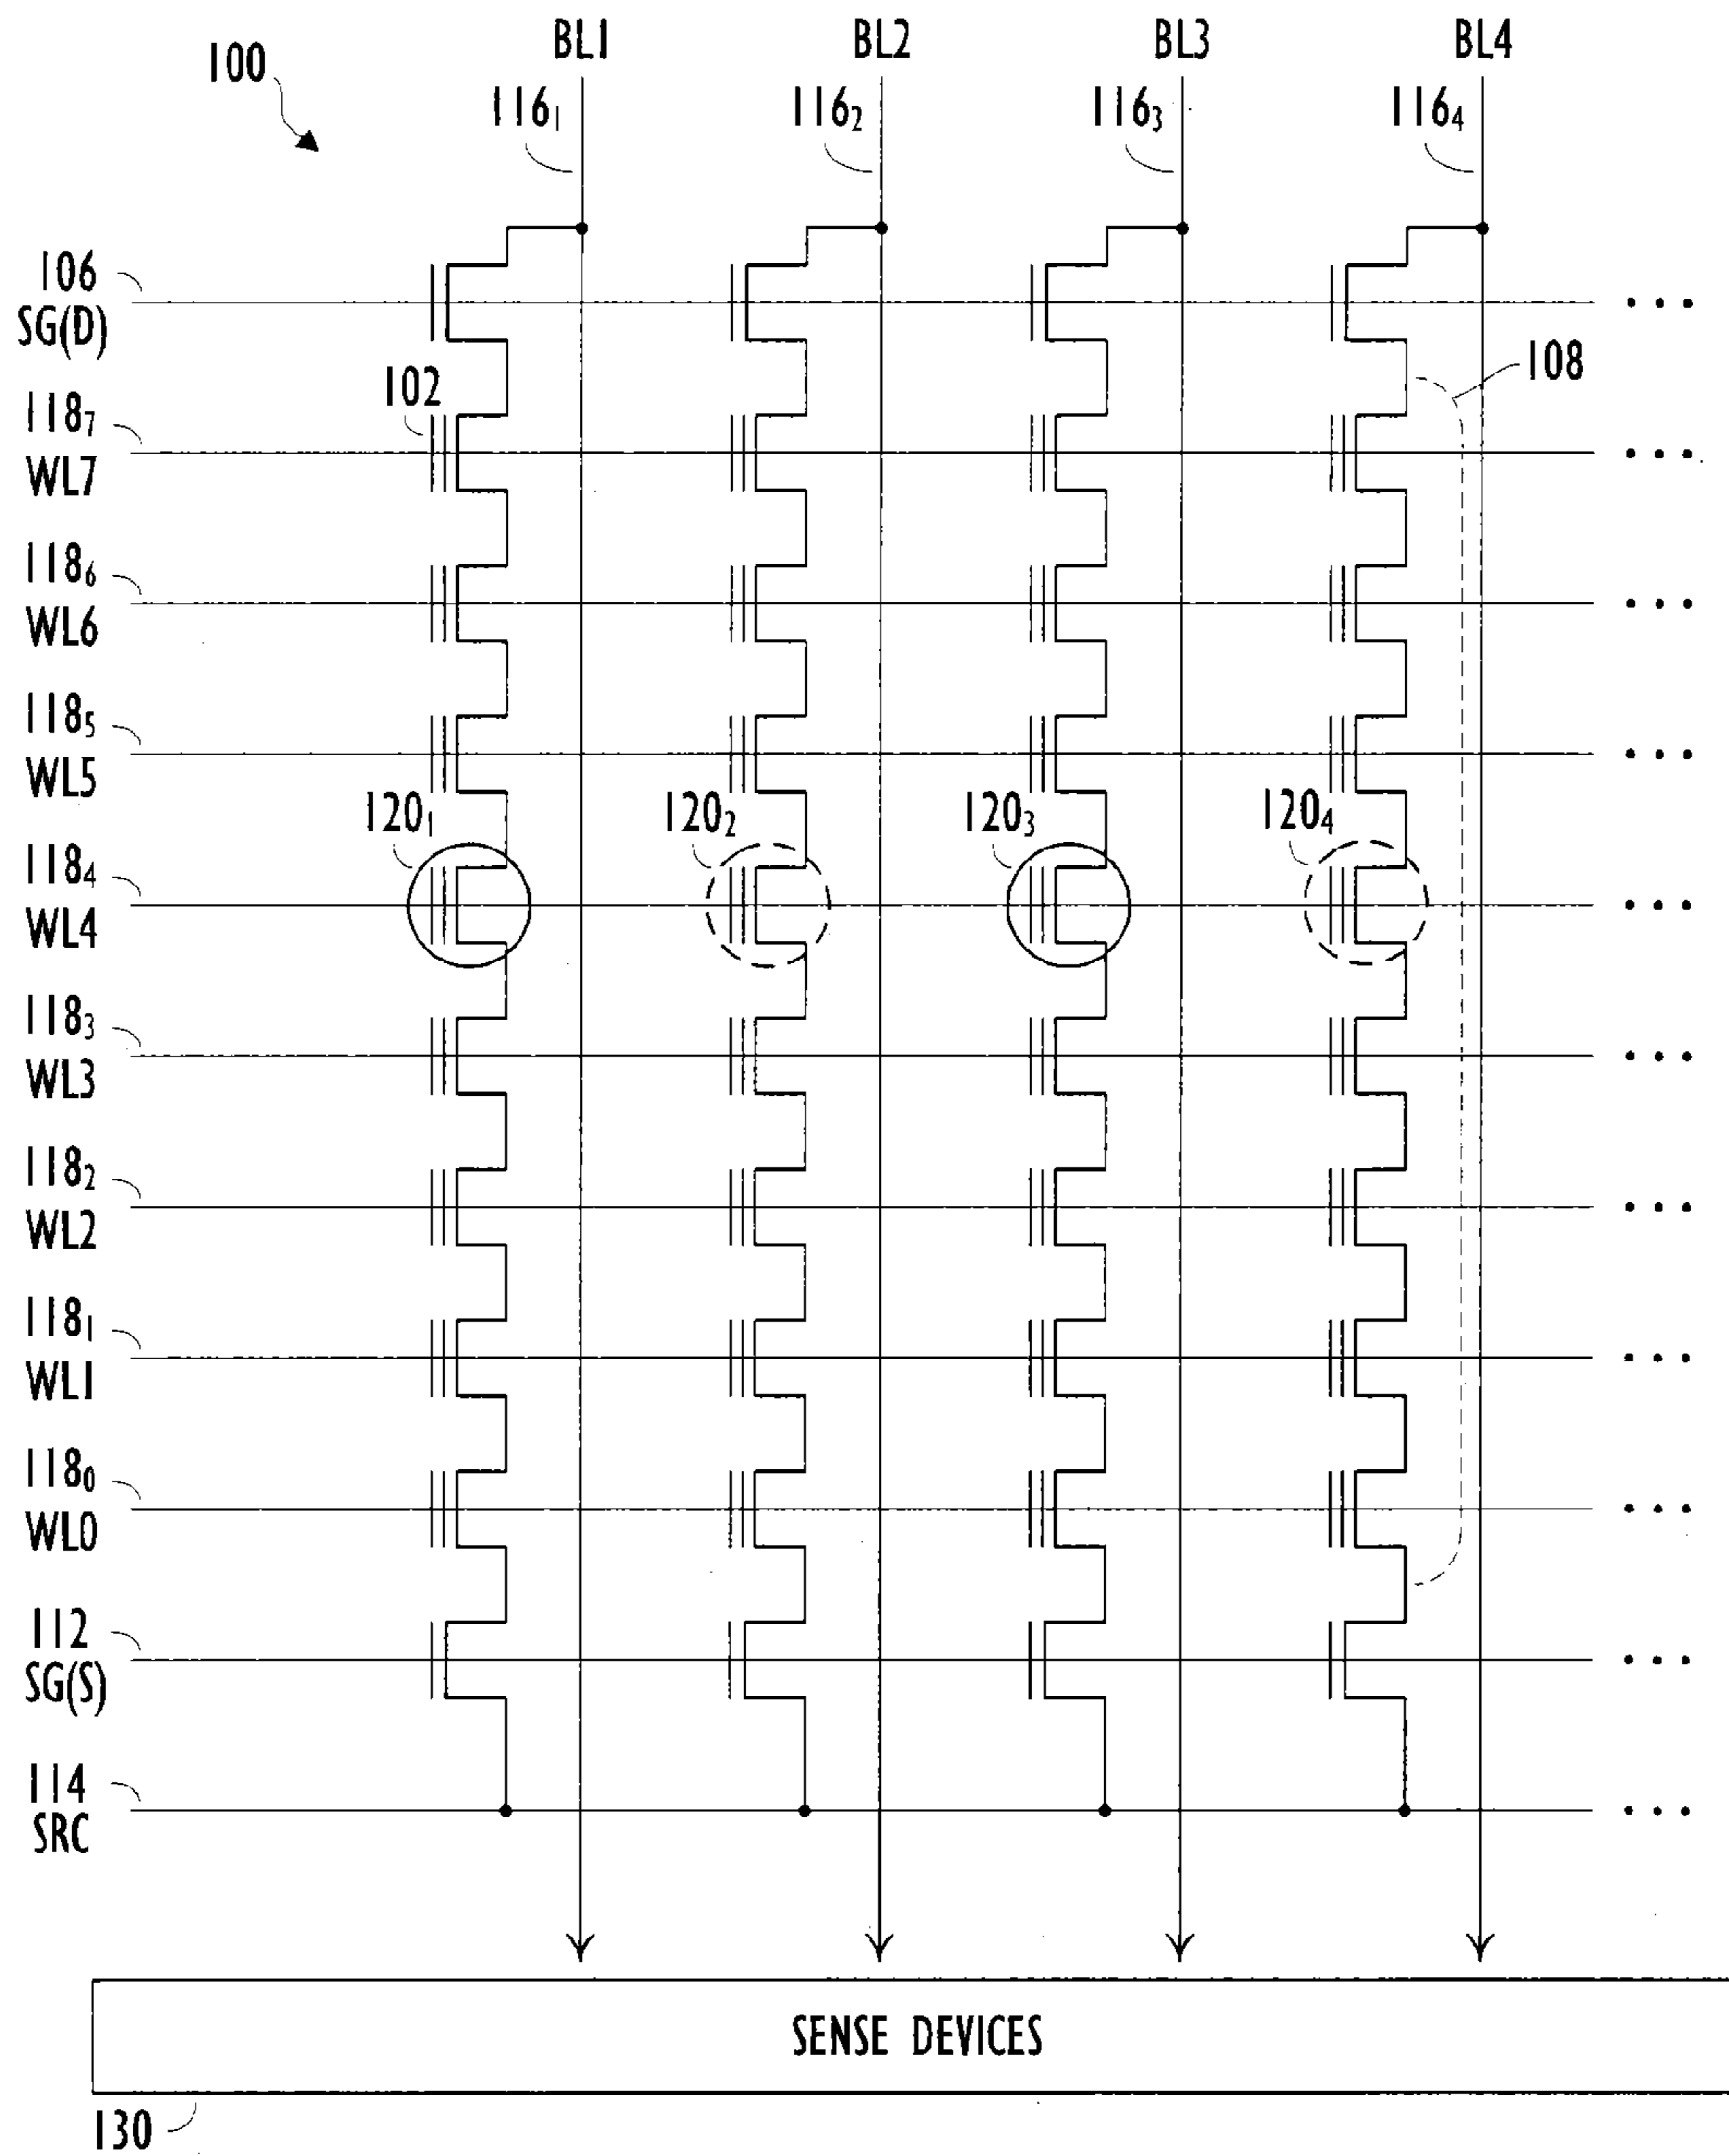 BL1 BL2 BL3 BL4
100
116₁ 116₂ 116₃ 116₄
106
SG(D)
108
102
118₇
WL7
118₆
WL6
118₅
WL5
120₁ 120₂ 120₃ 120₄
118₄
WL4
118₃
WL3
118₂
WL2
118₁
WL1
118₀
WL0
112
SG(S)
114
SRC
SENSE DEVICES
130